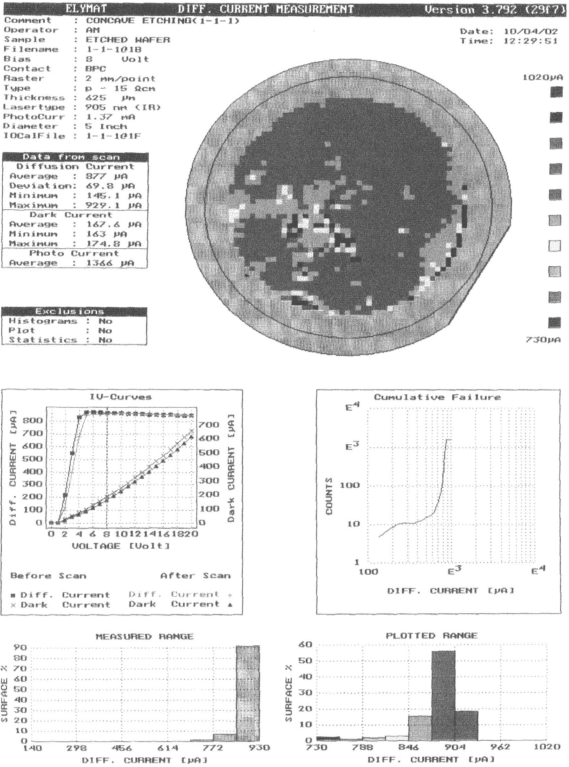 ELYMAT DIFF. CURRENT MEASUREMENT Version 3.792 (29f7)
Comment : CONCAVE ETCHING(1-1-1)
Operator : AM
Sample : ETCHED WAFER
Filename : 1-1-101B
Bias : 8 Volt
Contact : BPC
Raster : 2 mm/point
Type : p - 15 Ωcm
Thickness : 625 µm
Lasertype : 905 nm (IR)
PhotoCurr : 1.37 mA
Diameter : 5 Inch
IOCalFile : 1-1-101F
Date: 10/04/02
Time: 12:29:51
1020µA
730µA
Data from scan
Diffusion Current
Average : 877 µA
Deviation: 69.8 µA
Minimum : 145.1 µA
Maximum : 929.1 µA
Dark Current
Average : 167.6 µA
Minimum : 163 µA
Maximum : 174.8 µA
Photo Current
Average : 1366 µA
Exclusions
Histograms : No
Plot : No
Statistics : No
IV-Curves
Diff. CURRENT [µA]
800
700
600
500
400
300
200
100
0
700
600
500
400
300
200
100
0
Dark CURRENT [µA]
0 2 4 6 8 10 12 14 16 18 20
VOLTAGE [Volt]
Before Scan After Scan
Diff. Current Diff. Current
Dark Current Dark Current
Cumulative Failure
COUNTS
E4
E3
100
10
1
100 E3 E4
DIFF. CURRENT [µA]
MEASURED RANGE
SURFACE %
90
80
70
60
50
40
30
20
10
0
140 298 456 614 772 930
DIFF. CURRENT [µA]
PLOTTED RANGE
SURFACE %
60
50
40
30
20
10
0
730 788 846 904 962 1020
DIFF. CURRENT [µA]